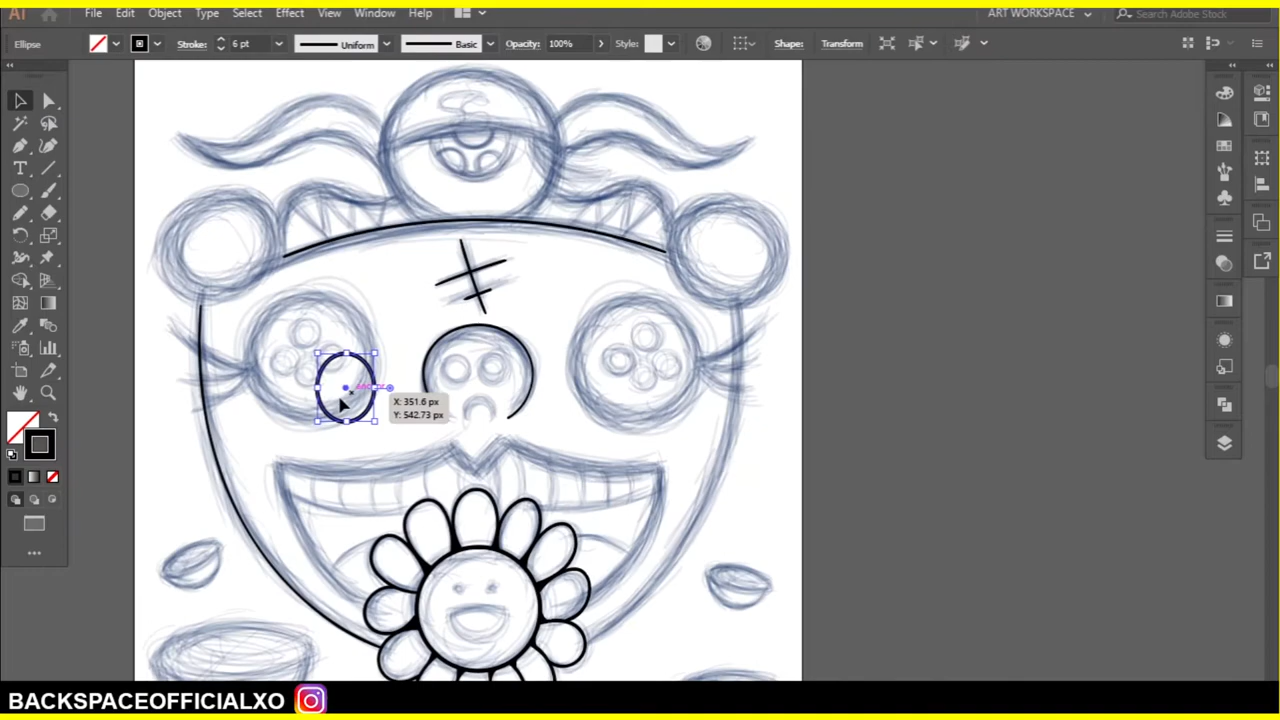 Ai File Edit Object Type Select Effect View Window Help ART WORKSPACE Search Adobe Stock
Ellipse Stroke: 6 pt Uniform Basic Opacity: 100% Style: Shape: Transform
X: 351.6 px
Y: 542.73 px
BACKSPACEOFFICIALXO